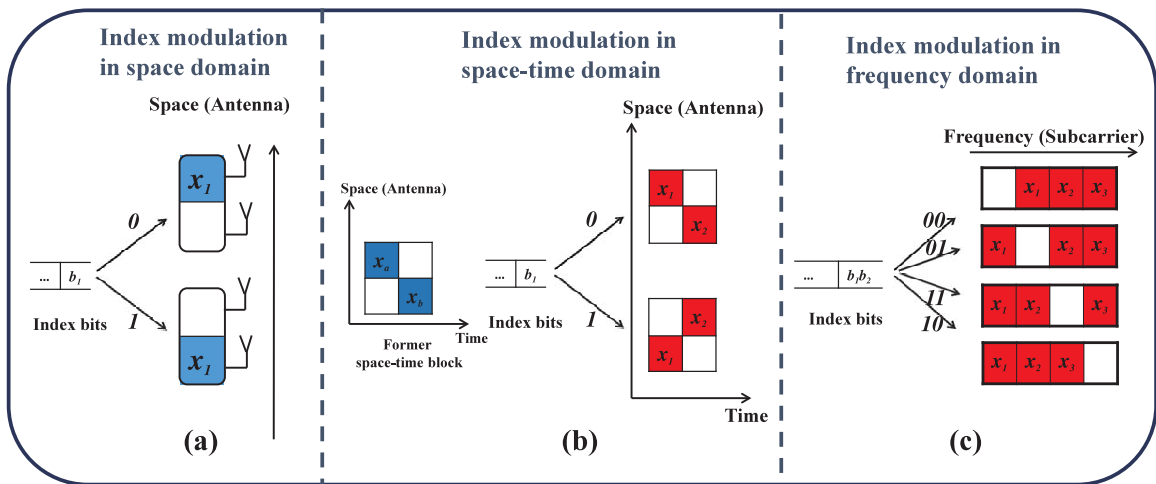 Index modulation
in space domain
Space (Antenna)
x1
0
... b1
Index bits
1
x1
(a)
Index modulation in
space-time domain
Space (Antenna)
Space (Antenna)
xa
xb
Time
Former
space-time block
0
... b1
Index bits
1
x1
x2
x2
x1
Time
(b)
Index modulation in
frequency domain
Frequency (Subcarrier)
... b1b2
Index bits
00
01
11
10
x1 x2 x3
x1 x2 x3
x1 x2 x3
x1 x2 x3
(c)